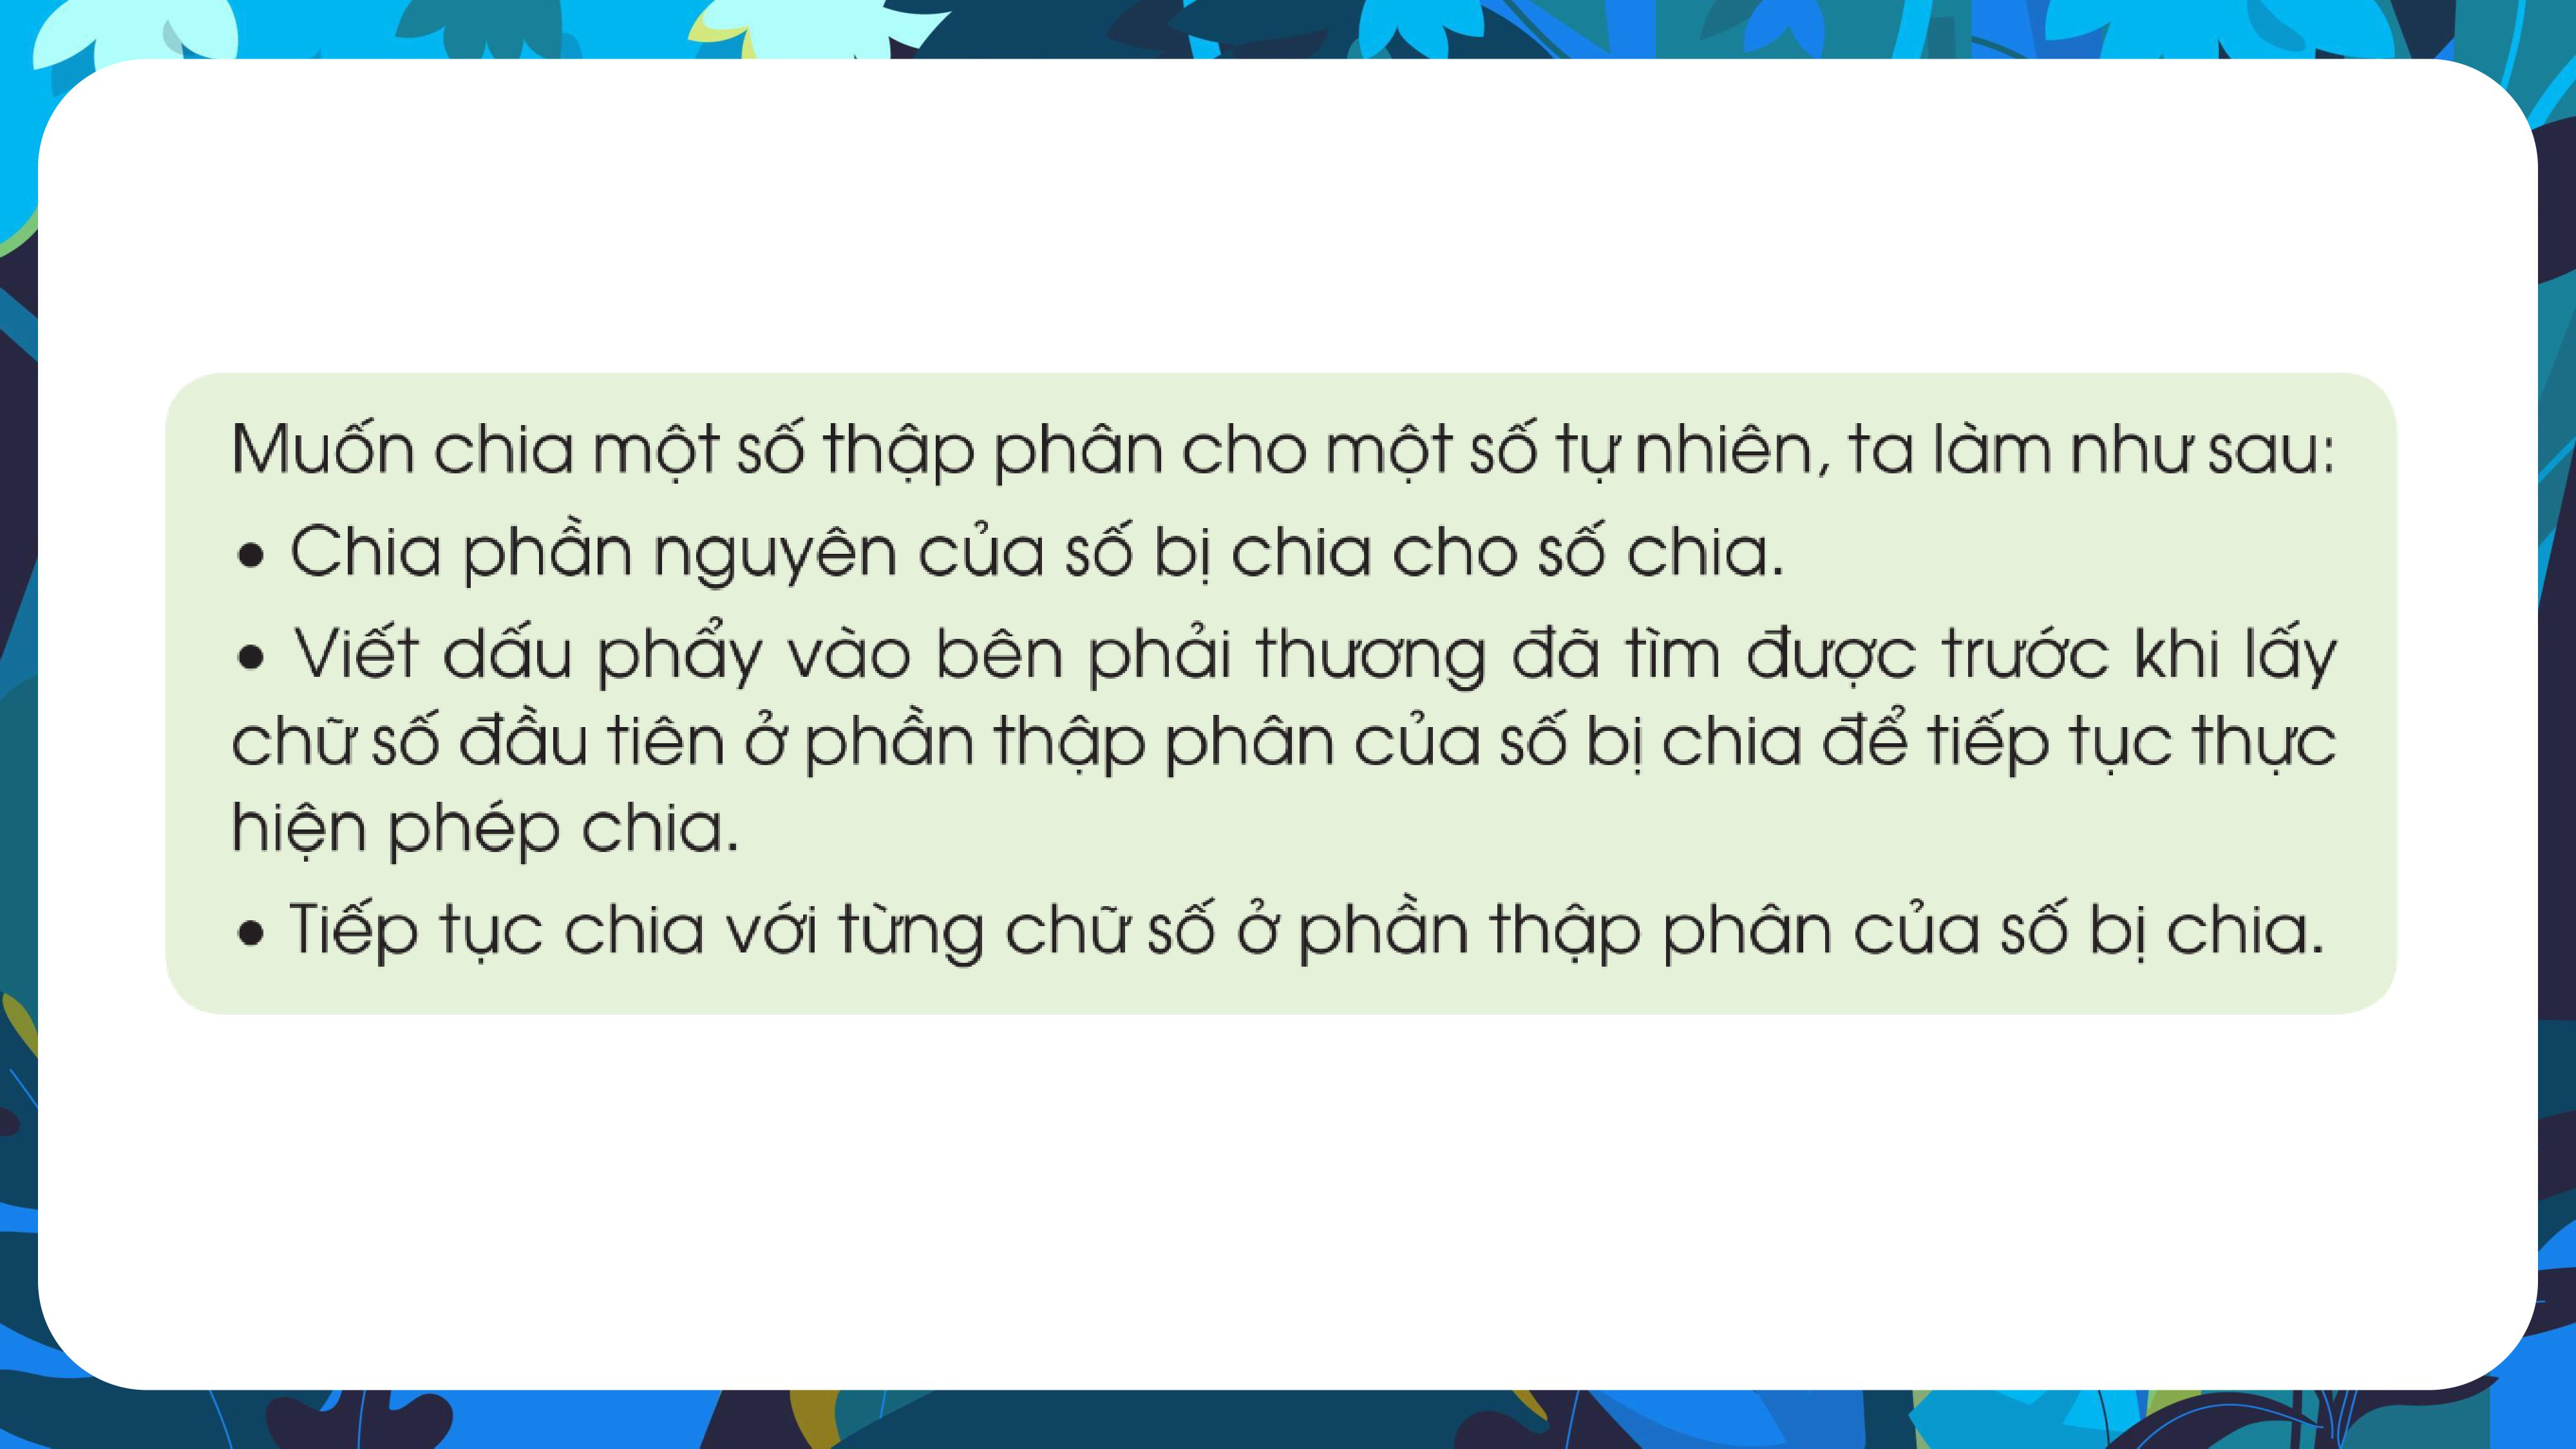 Muốn chia một số thập phân cho một số tự nhiên, ta làm như sau:
• Chia phần nguyên của số bị chia cho số chia.
• Viết dấu phẩy vào bên phải thương đã tìm được trước khi lấy
chữ số đầu tiên ở phần thập phân của số bị chia để tiếp tục thực
hiện phép chia.
• Tiếp tục chia với từng chữ số ở phần thập phân của số bị chia.